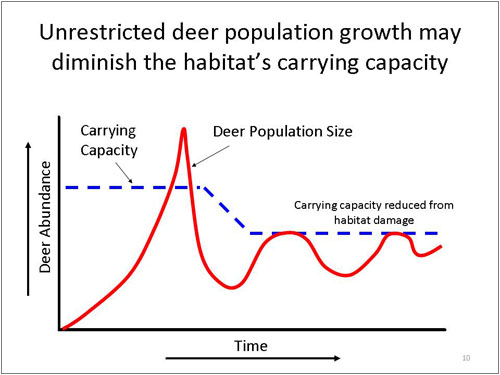 Unrestricted deer population growth may
diminish the habitat's carrying capacity
Carrying
Capacity
Deer Population Size
Carrying capacity reduced from
habitat damage
Deer Abundance
Time
10